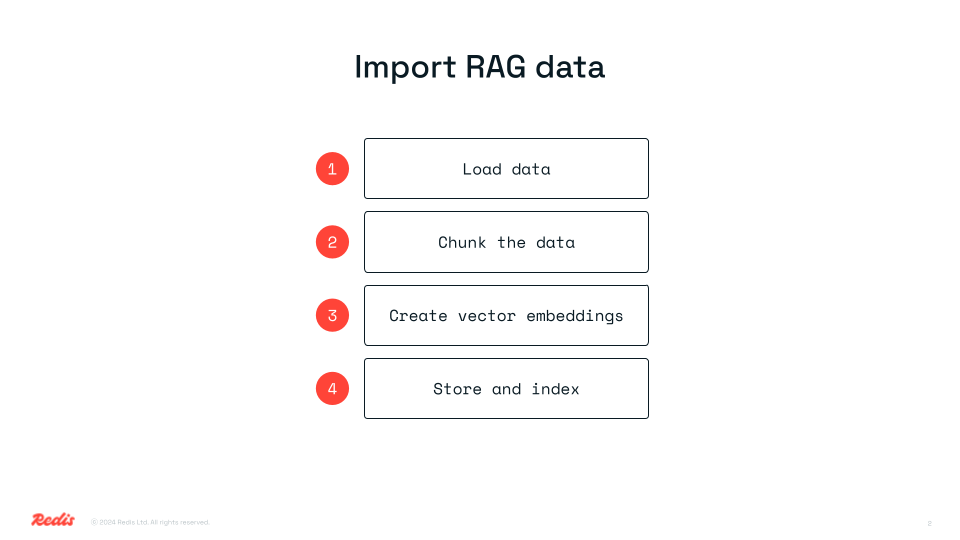 Import RAG data
1
Load data
2
Chunk the data
3
Create vector embeddings
4
Store and index
Redis
© 2024 Redis Ltd. All rights reserved.
2